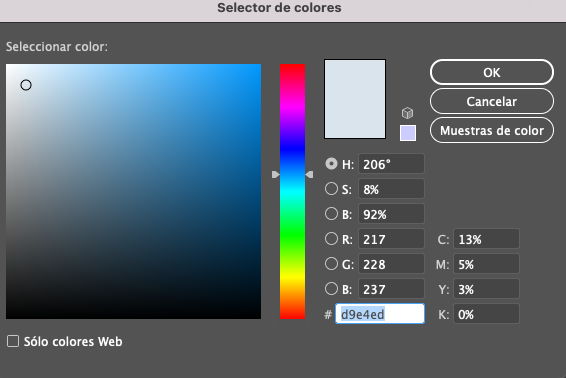 Selector de colores
Seleccionar color:
OK
Cancelar
Muestras de color
H: 206°
S: 8%
B: 92%
R: 217
C: 13%
G: 228
M: 5%
B: 237
Y: 3%
# d9e4ed
K: 0%
Sólo colores Web